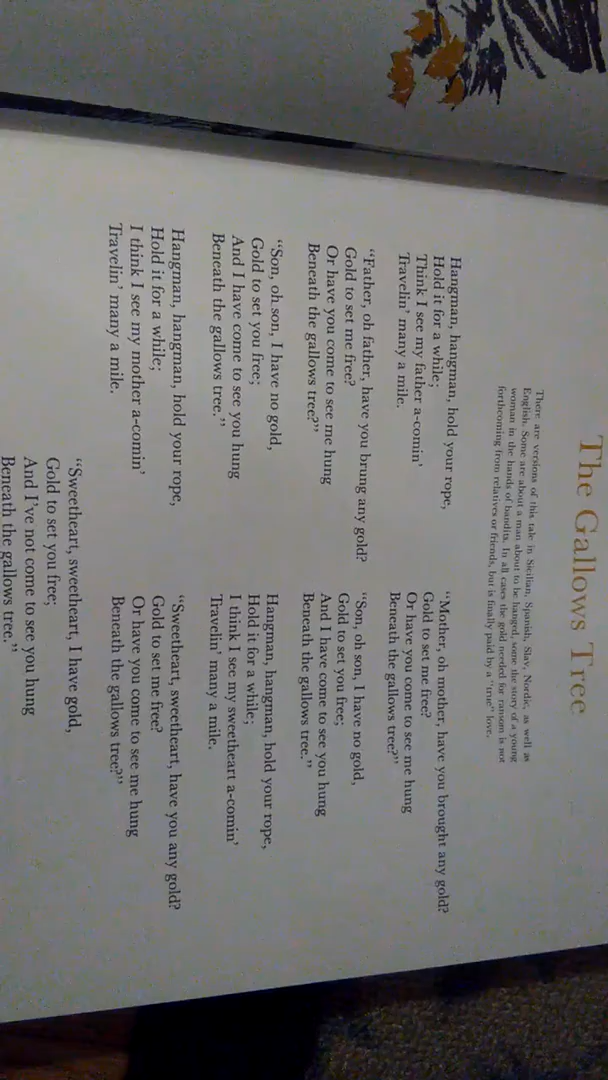 The Gallows Tree
There are versions of this tale in Sicilian, Spanish, Slav, Nordic, as well as
English. Some are about a man about to be hanged, some the story of a young
woman in the hands of bandits. In all cases the gold needed for ransom is not
forthcoming from relatives or friends, but is finally paid by a "true" love.
Hangman, hangman, hold your rope,
Hold it for a while;
Think I see my father a-comin'
Travelin' many a mile.
"Father, oh father, have you brung any gold?
Gold to set me free?
Or have you come to see me hung
Beneath the gallows tree?"
"Son, oh son, I have no gold,
Gold to set you free;
And I have come to see you hung
Beneath the gallows tree."
Hangman, hangman, hold your rope,
Hold it for a while;
I think I see my mother a-comin'
Travelin' many a mile.
"Mother, oh mother, have you brought any gold?
Gold to set me free?
Or have you come to see me hung
Beneath the gallows tree?"
"Son, oh son, I have no gold,
Gold to set you free;
And I have come to see you hung
Beneath the gallows tree."
Hangman, hangman, hold your rope,
Hold it for a while;
I think I see my sweetheart a-comin'
Travelin' many a mile.
"Sweetheart, sweetheart, have you any gold?
Gold to set me free?
Or have you come to see me hung
Beneath the gallows tree?"
"Sweetheart, sweetheart, I have gold,
Gold to set you free;
And I've not come to see you hung
Beneath the gallows tree."